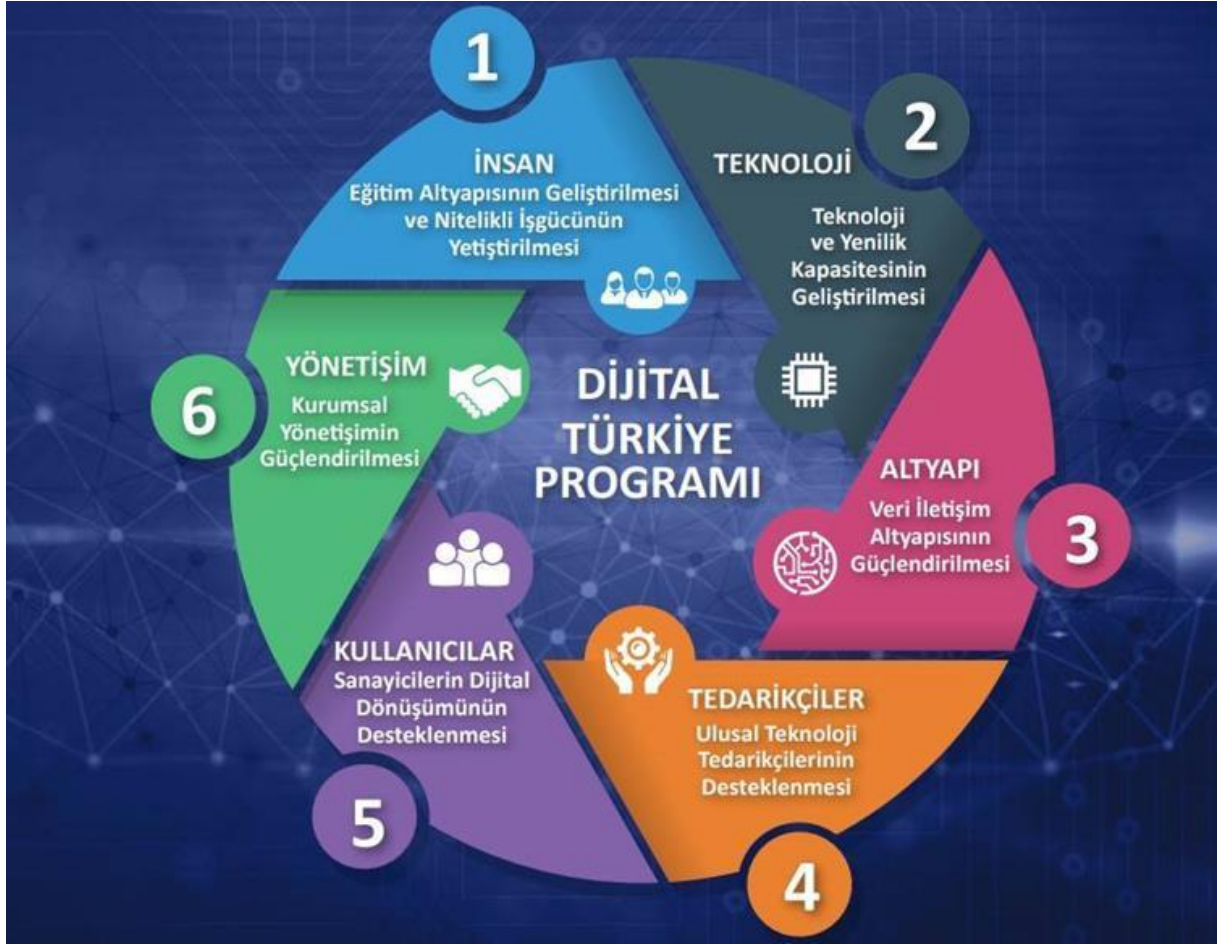 DİJİTAL
TÜRKİYE
PROGRAMI
1
İNSAN
Eğitim Altyapısının Geliştirilmesi
ve Nitelikli İşgücünün
Yetiştirilmesi
2
TEKNOLOJİ
Teknoloji
ve Yenilik
Kapasitesinin
Geliştirilmesi
3
ALTYAPI
Veri İletişim
Altyapısının
Güçlendirilmesi
4
TEDARİKÇİLER
Ulusal Teknoloji
Tedarikçilerinin
Desteklenmesi
5
KULLANICILAR
Sanayicilerin Dijital
Dönüşümünün
Desteklenmesi
6
YÖNETİŞİM
Kurumsal
Yönetişimin
Güçlendirilmesi